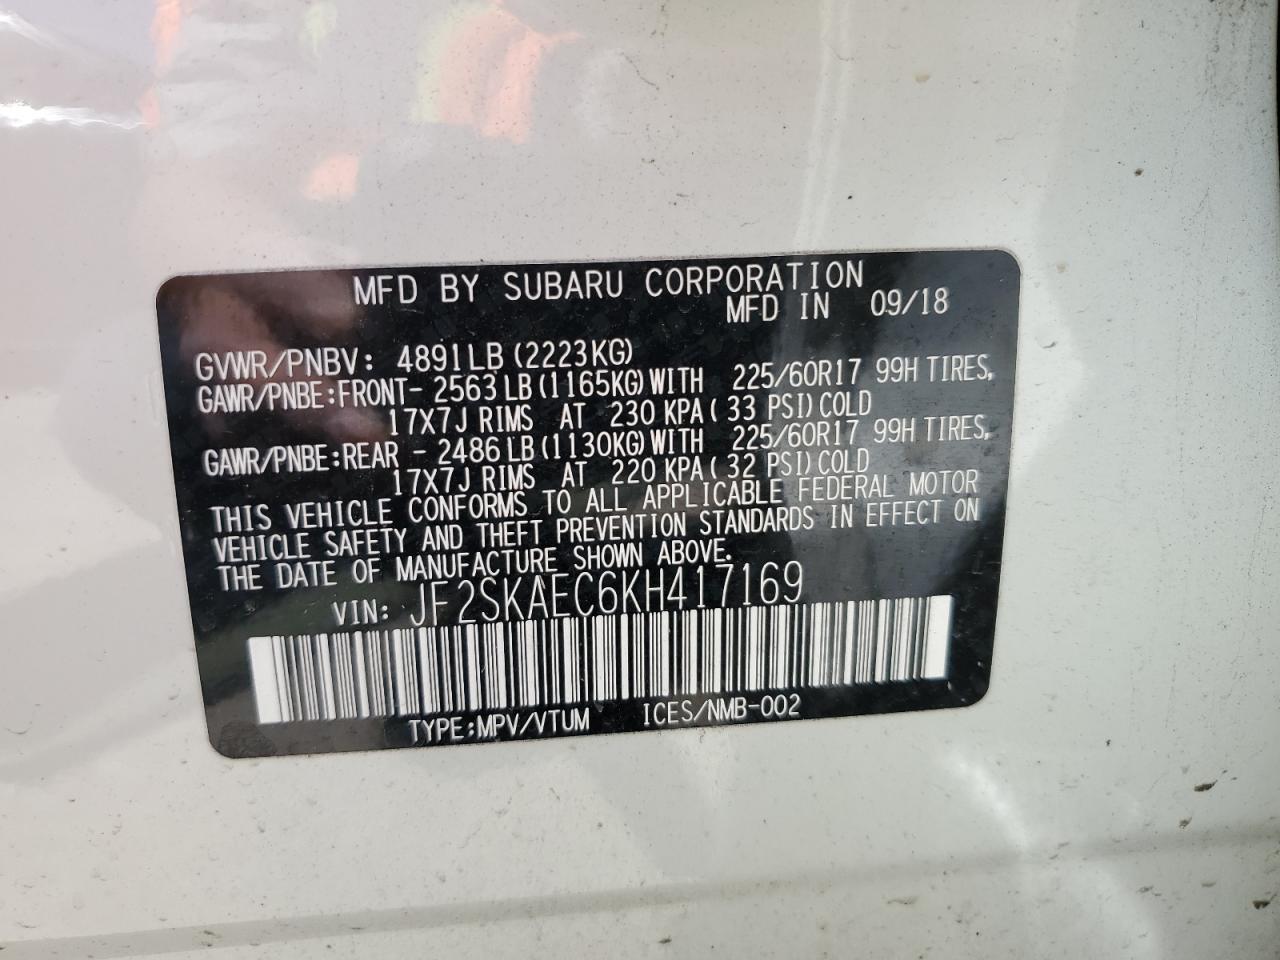 MFD BY SUBARU CORPORATION
MFD IN 09/18
GVWR/PNBV: 4891LB (2223KG)
GAWR/PNBE:FRONT- 2563LB(1165KG)WITH 225/60R17 99H TIRES,
17X7J RIMS AT 230 KPA( 33 PSI)COLD
GAWR/PNBE:REAR - 2486LB(1130KG)WITH 225/60R17 99H TIRES,
17X7J RIMS AT 220 KPA( 32 PSI)COLD
THIS VEHICLE CONFORMS TO ALL APPLICABLE FEDERAL MOTOR
VEHICLE SAFETY AND THEFT PREVENTION STANDARDS IN EFFECT ON
THE DATE OF MANUFACTURE SHOWN ABOVE.
VIN: JF2SKAEC6KH417169
TYPE:MPV/VTUM ICES/NMB-002